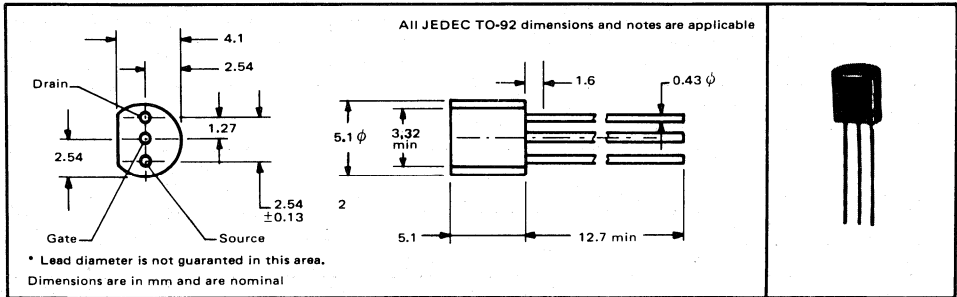 All JEDEC TO-92 dimensions and notes are applicable
4.1
2.54
Drain
1.27
2.54
2.54
±0.13
Gate
Source
1.6
0.43 ϕ
5.1 ϕ
3,32
min
2
5.1
12.7 min
* Lead diameter is not guaranted in this area.
Dimensions are in mm and are nominal